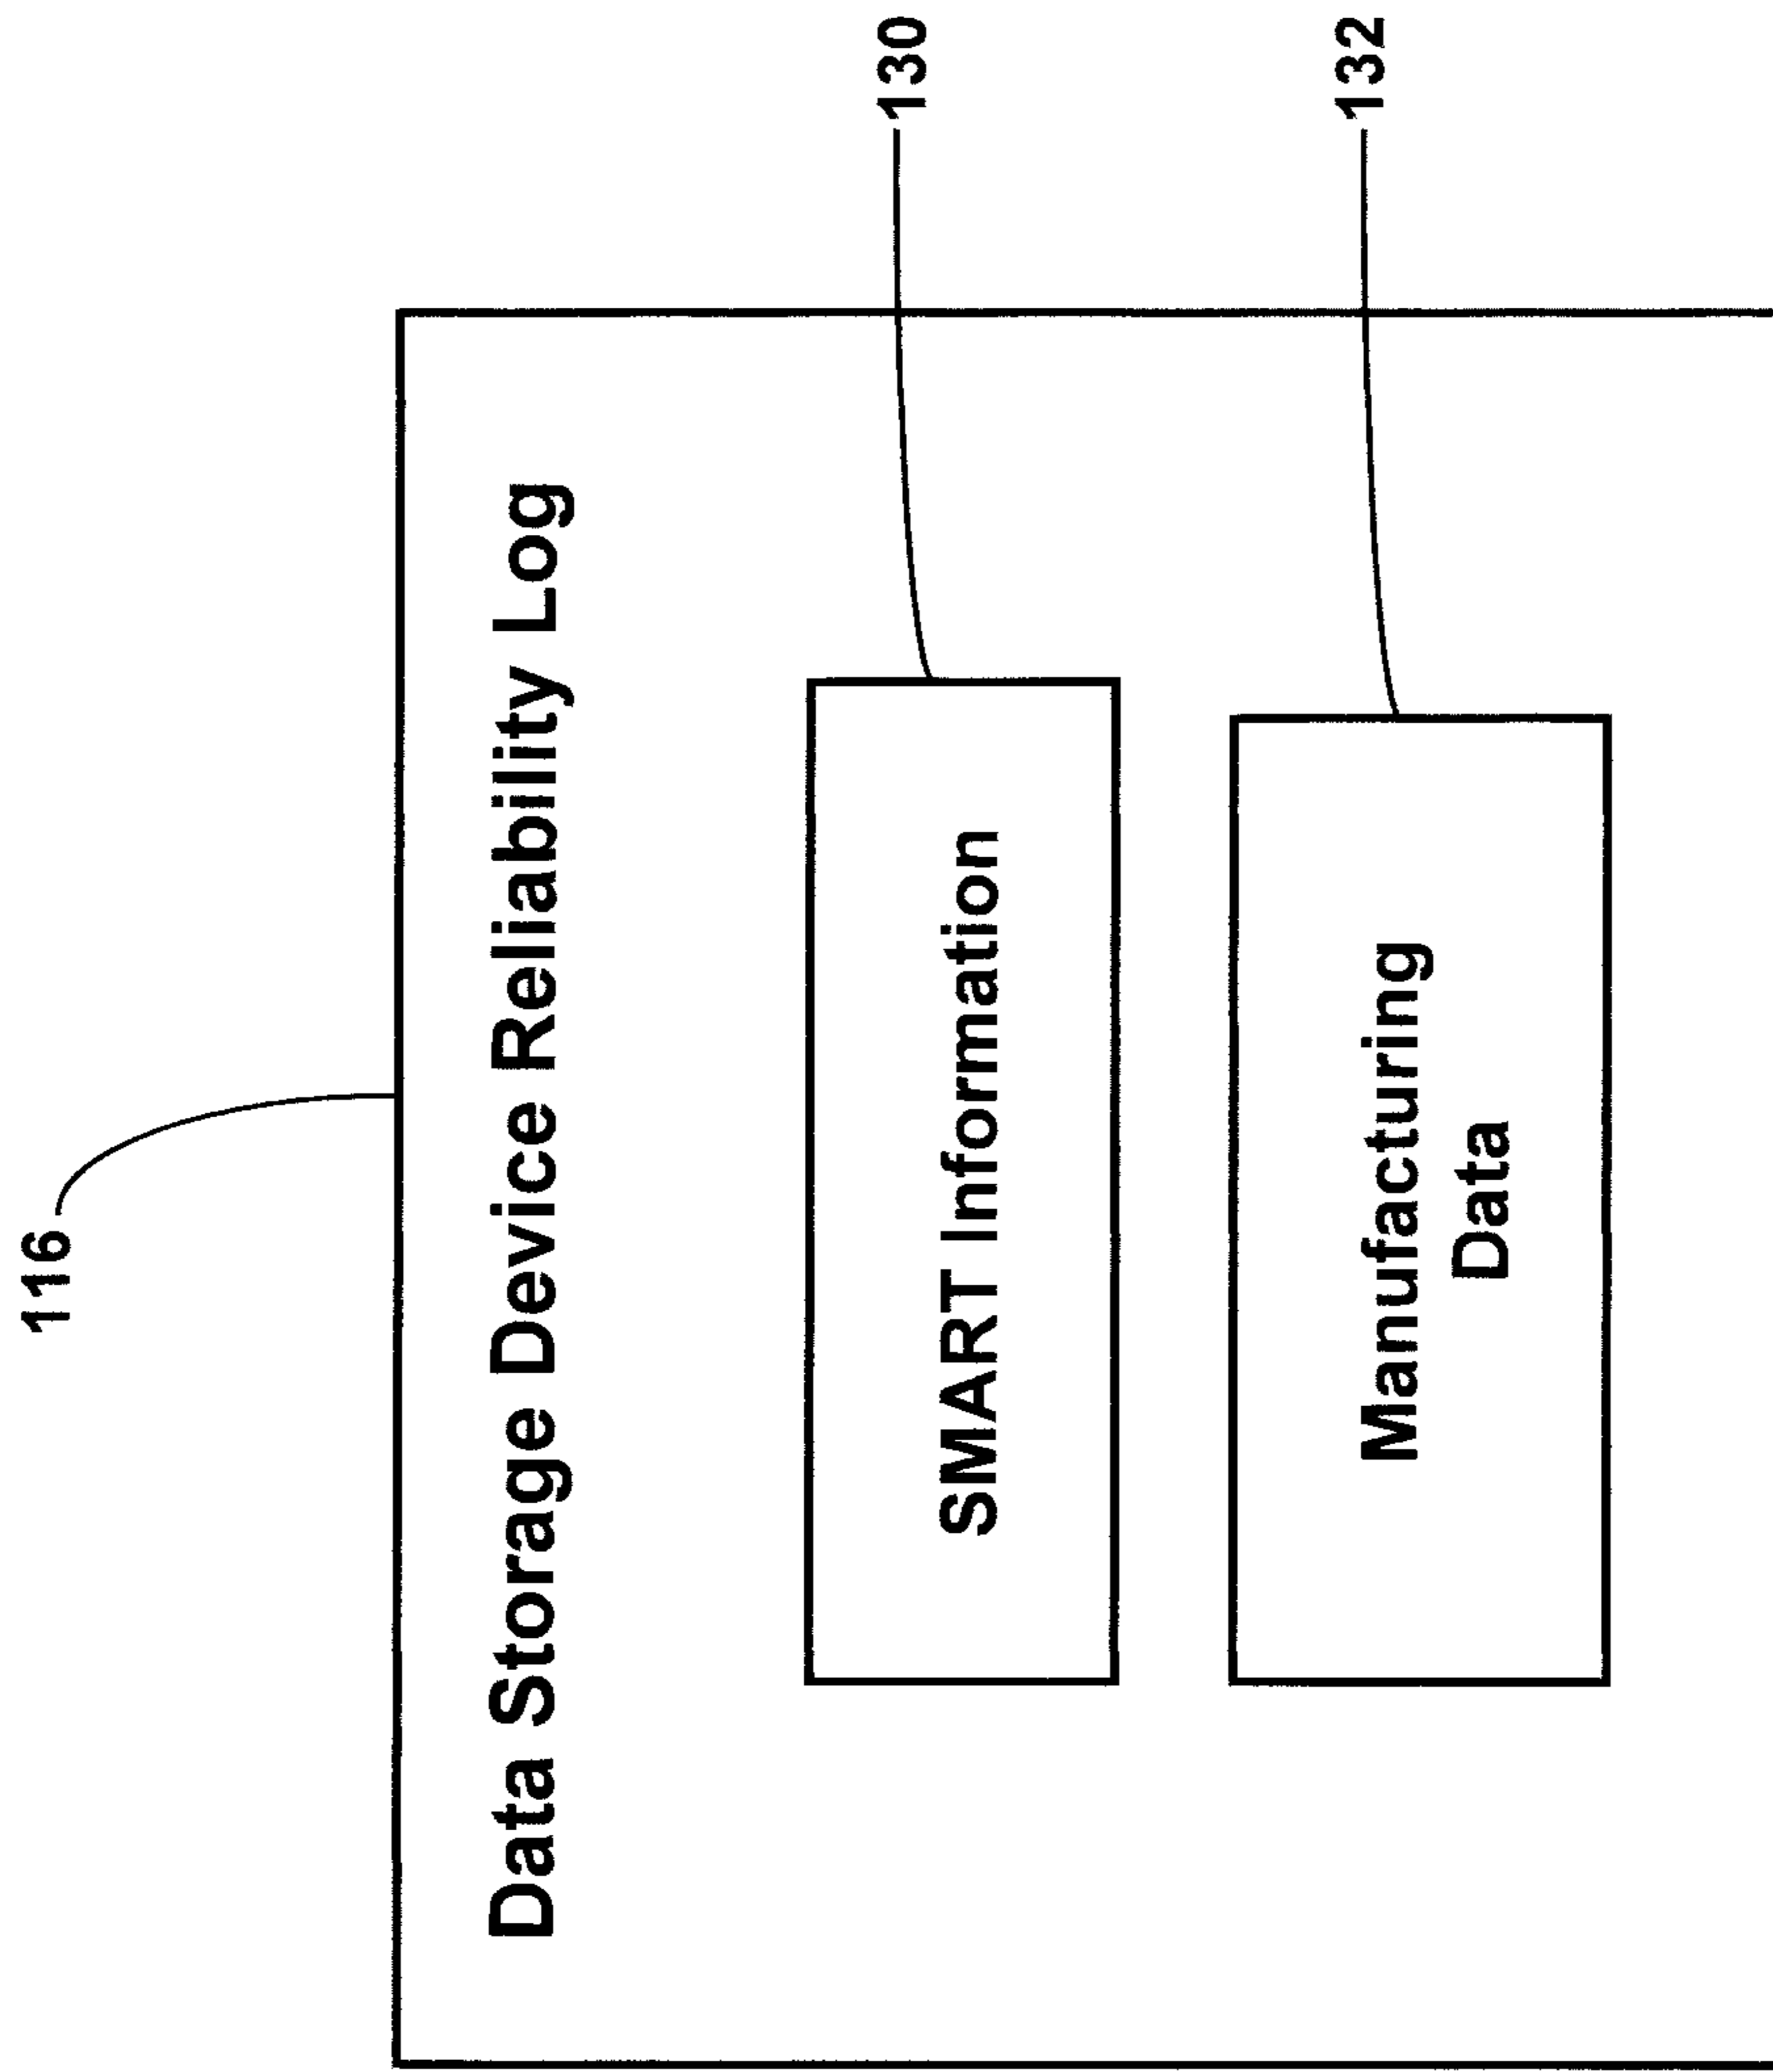 116
Data Storage Device Reliability Log
130
SMART Information
132
Manufacturing
Data